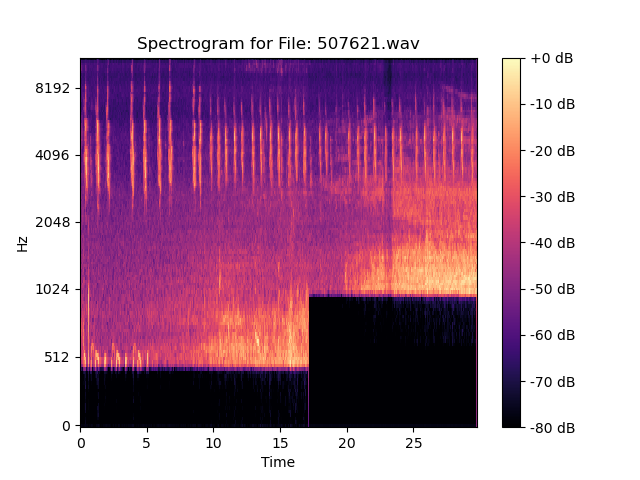 Spectrogram for File: 507621.wav
Hz
8192
4096
2048
1024
512
0
0 5 10 15 20 25
Time
+0 dB
-10 dB
-20 dB
-30 dB
-40 dB
-50 dB
-60 dB
-70 dB
-80 dB